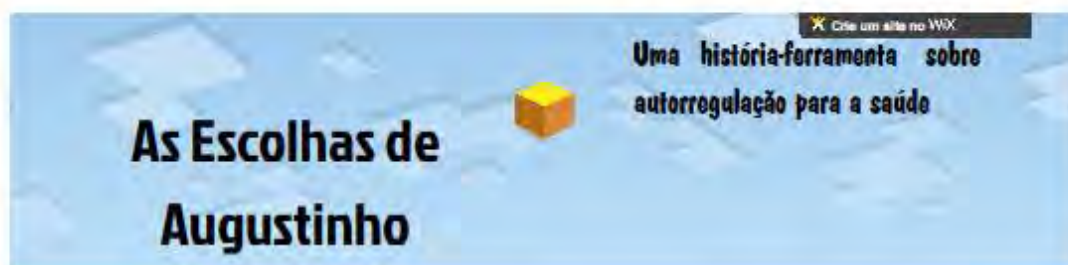 Crie um site no WiX
Uma história-ferramenta sobre
autorregulação para a saúde
As Escolhas de
Augustinho